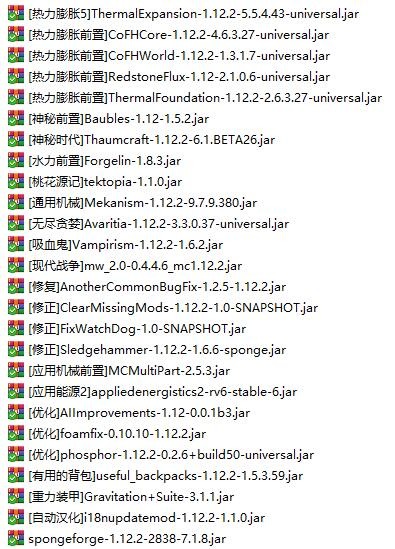 [热力膨胀5]ThermalExpansion-1.12.2-5.5.4.43-universal.jar
[热力膨胀前置]CoFHCore-1.12.2-4.6.3.27-universal.jar
[热力膨胀前置]CoFHWorld-1.12.2-1.3.1.7-universal.jar
[热力膨胀前置]RedstoneFlux-1.12-2.1.0.6-universal.jar
[热力膨胀前置]ThermalFoundation-1.12.2-2.6.3.27-universal.jar
[神秘前置]Baubles-1.12-1.5.2.jar
[神秘时代]Thaumcraft-1.12.2-6.1.BETA26.jar
[水力前置]Forgelin-1.8.3.jar
[桃花源记]tektopia-1.1.0.jar
[通用机械]Mekanism-1.12.2-9.7.9.380.jar
[无尽贪婪]Avaritia-1.12.2-3.3.0.37-universal.jar
[吸血鬼]Vampirism-1.12.2-1.6.2.jar
[现代战争]mw_2.0-0.4.4.6_mc1.12.2.jar
[修复]AnotherCommonBugFix-1.2.5-1.12.2.jar
[修正]ClearMissingMods-1.12.2-1.0-SNAPSHOT.jar
[修正]FixWatchDog-1.0-SNAPSHOT.jar
[修正]Sledgehammer-1.12.2-1.6.6-sponge.jar
[应用机械前置]MCMultiPart-2.5.3.jar
[应用能源2]appliedenergistics2-rv6-stable-6.jar
[优化]AIImprovements-1.12-0.0.1b3.jar
[优化]foamfix-0.10.10-1.12.2.jar
[优化]phosphor-1.12.2-0.2.6+build50-universal.jar
[有用的背包]useful_backpacks-1.12.2-1.5.3.59.jar
[重力装甲]Gravitation+Suite-3.1.1.jar
[自动汉化]i18nupdatemod-1.12.2-1.1.0.jar
spongeforge-1.12.2-2838-7.1.8.jar